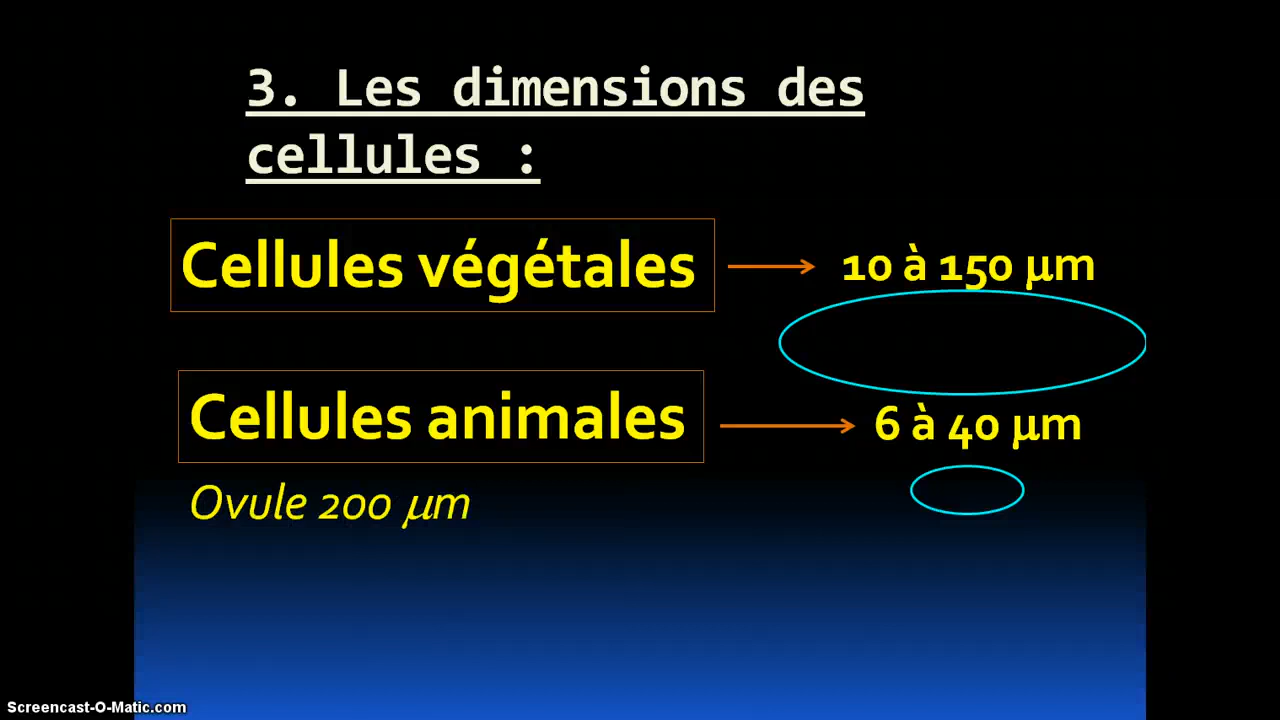 3. Les dimensions des
cellules :
Cellules végétales
10 à 150 µm
Cellules animales
6 à 40 µm
Ovule 200 µm
Screencast-O-Matic.com